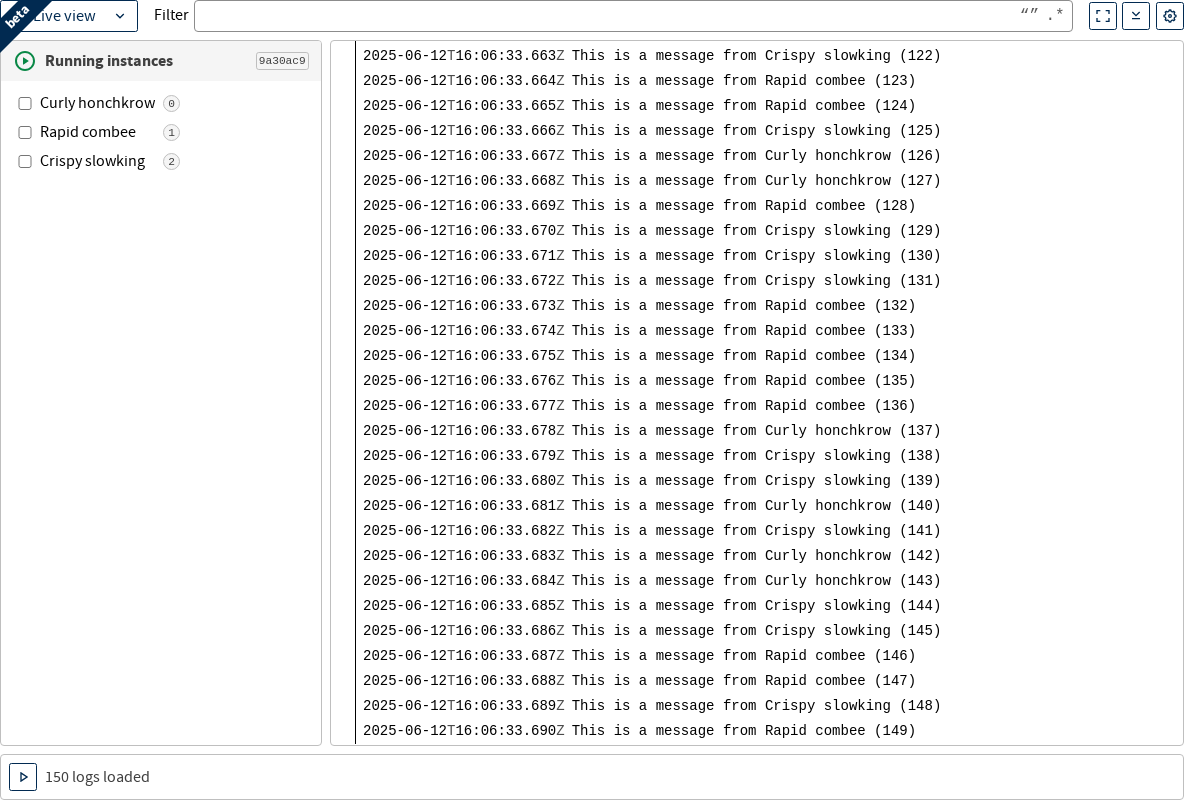 beta
Live view
Filter
“” .*
Running instances
9a30ac9
Curly honchkrow 0
Rapid combee 1
Crispy slowking 2
2025-06-12T16:06:33.663Z This is a message from Crispy slowking (122)
2025-06-12T16:06:33.664Z This is a message from Rapid combee (123)
2025-06-12T16:06:33.665Z This is a message from Rapid combee (124)
2025-06-12T16:06:33.666Z This is a message from Crispy slowking (125)
2025-06-12T16:06:33.667Z This is a message from Curly honchkrow (126)
2025-06-12T16:06:33.668Z This is a message from Curly honchkrow (127)
2025-06-12T16:06:33.669Z This is a message from Rapid combee (128)
2025-06-12T16:06:33.670Z This is a message from Crispy slowking (129)
2025-06-12T16:06:33.671Z This is a message from Crispy slowking (130)
2025-06-12T16:06:33.672Z This is a message from Crispy slowking (131)
2025-06-12T16:06:33.673Z This is a message from Rapid combee (132)
2025-06-12T16:06:33.674Z This is a message from Rapid combee (133)
2025-06-12T16:06:33.675Z This is a message from Rapid combee (134)
2025-06-12T16:06:33.676Z This is a message from Rapid combee (135)
2025-06-12T16:06:33.677Z This is a message from Rapid combee (136)
2025-06-12T16:06:33.678Z This is a message from Curly honchkrow (137)
2025-06-12T16:06:33.679Z This is a message from Crispy slowking (138)
2025-06-12T16:06:33.680Z This is a message from Crispy slowking (139)
2025-06-12T16:06:33.681Z This is a message from Curly honchkrow (140)
2025-06-12T16:06:33.682Z This is a message from Crispy slowking (141)
2025-06-12T16:06:33.683Z This is a message from Curly honchkrow (142)
2025-06-12T16:06:33.684Z This is a message from Curly honchkrow (143)
2025-06-12T16:06:33.685Z This is a message from Crispy slowking (144)
2025-06-12T16:06:33.686Z This is a message from Crispy slowking (145)
2025-06-12T16:06:33.687Z This is a message from Rapid combee (146)
2025-06-12T16:06:33.688Z This is a message from Rapid combee (147)
2025-06-12T16:06:33.689Z This is a message from Crispy slowking (148)
2025-06-12T16:06:33.690Z This is a message from Rapid combee (149)
150 logs loaded